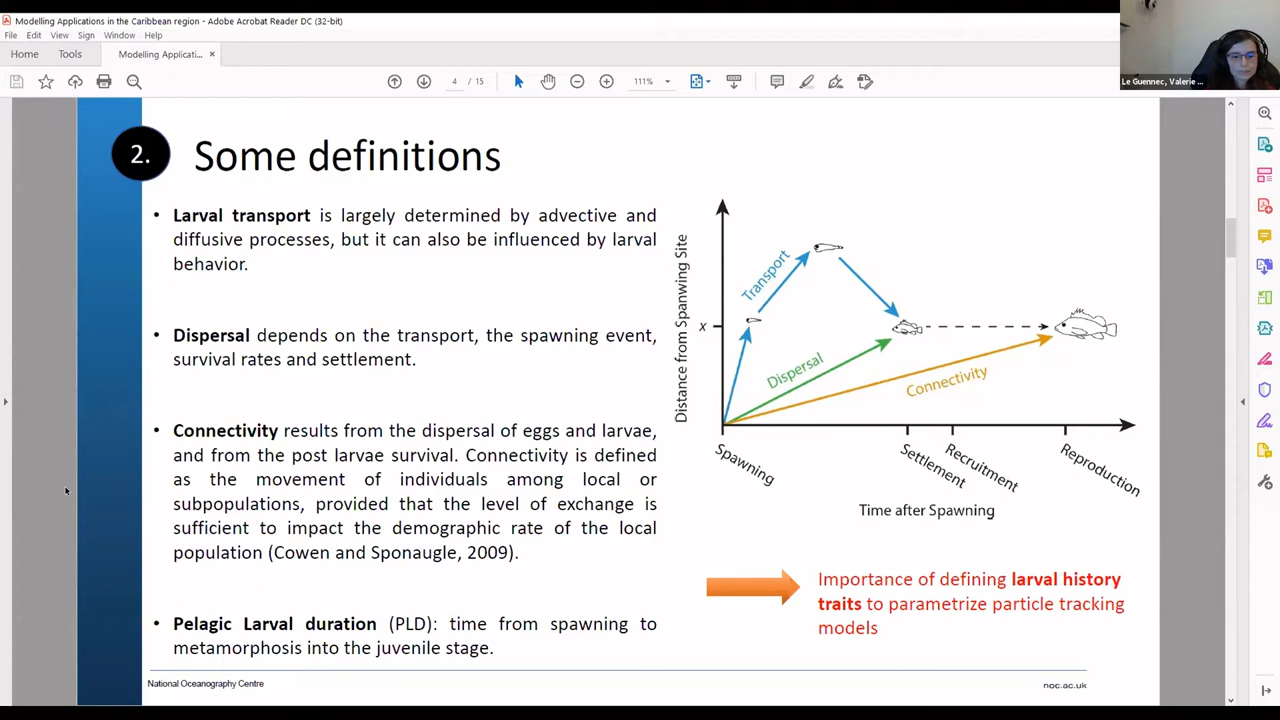 Modelling Applications in the Caribbean region - Adobe Acrobat Reader DC (32-bit)
File Edit View Sign Window Help
Home Tools Modelling Applicati... ×
4 / 15 111%
Le Guennec, Valerie ...
2. Some definitions
• Larval transport is largely determined by advective and
diffusive processes, but it can also be influenced by larval
behavior.
• Dispersal depends on the transport, the spawning event,
survival rates and settlement.
• Connectivity results from the dispersal of eggs and larvae,
and from the post larvae survival. Connectivity is defined
as the movement of individuals among local or
subpopulations, provided that the level of exchange is
sufficient to impact the demographic rate of the local
population (Cowen and Sponaugle, 2009).
• Pelagic Larval duration (PLD): time from spawning to
metamorphosis into the juvenile stage.
Distance from Spanwing Site
x
Transport
Dispersal
Connectivity
Spawning
Settlement
Recruitment
Reproduction
Time after Spawning
Importance of defining larval history
traits to parametrize particle tracking
models
National Oceanography Centre
noc.ac.uk